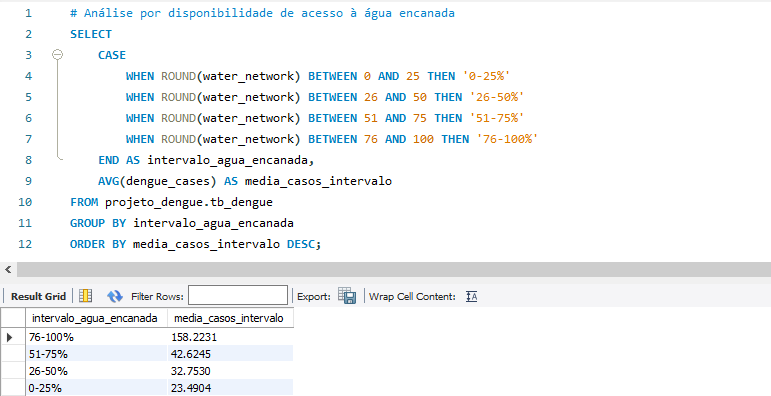 1 # Análise por disponibilidade de acesso à água encanada
2 SELECT
3 CASE
4 WHEN ROUND(water_network) BETWEEN 0 AND 25 THEN '0-25%'
5 WHEN ROUND(water_network) BETWEEN 26 AND 50 THEN '26-50%'
6 WHEN ROUND(water_network) BETWEEN 51 AND 75 THEN '51-75%'
7 WHEN ROUND(water_network) BETWEEN 76 AND 100 THEN '76-100%'
8 END AS intervalo_agua_encanada,
9 AVG(dengue_cases) AS media_casos_intervalo
10 FROM projeto_dengue.tb_dengue
11 GROUP BY intervalo_agua_encanada
12 ORDER BY media_casos_intervalo DESC;
Result Grid Filter Rows: Export: Wrap Cell Content:
intervalo_agua_encanada media_casos_intervalo
76-100% 158.2231
51-75% 42.6245
26-50% 32.7530
0-25% 23.4904